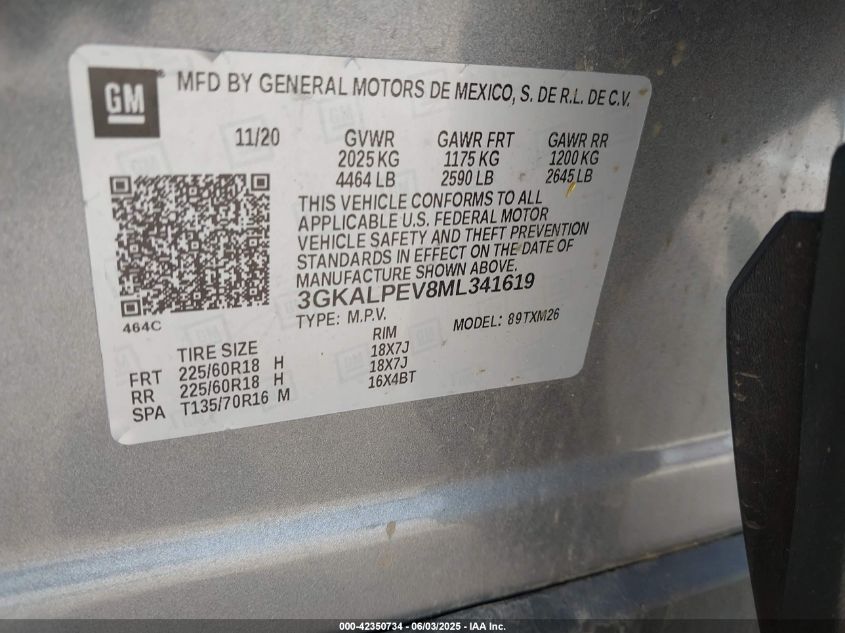 GM
MFD BY GENERAL MOTORS DE MEXICO, S. DE R.L. DE C.V.
11/20 GVWR GAWR FRT GAWR RR
2025 KG 1175 KG 1200 KG
4464 LB 2590 LB 2645 LB
THIS VEHICLE CONFORMS TO ALL
APPLICABLE U.S. FEDERAL MOTOR
VEHICLE SAFETY AND THEFT PREVENTION
STANDARDS IN EFFECT ON THE DATE OF
MANUFACTURE SHOWN ABOVE.
3GKALPEV8ML341619
464C
TYPE: M.P.V. MODEL: 89TXM26
TIRE SIZE RIM
FRT 225/60R18 H 18X7J
RR 225/60R18 H 18X7J
SPA T135/70R16 M 16X4BT
000-42350734 - 06/03/2025 - IAA Inc.